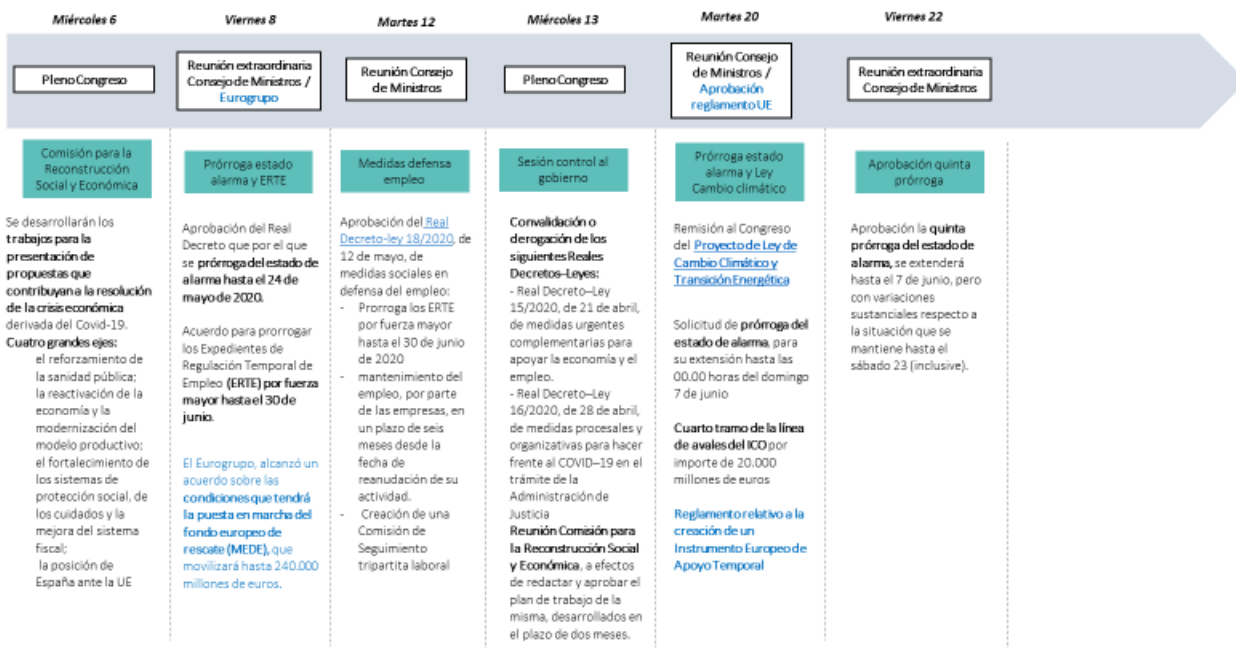 Miércoles 6
Viernes 8
Martes 12
Miércoles 13
Martes 20
Viernes 22
Pleno Congreso
Reunión extraordinaria
Consejo de Ministros /
Eurogrupo
Reunión Consejo
de Ministros
Pleno Congreso
Reunión Consejo
de Ministros /
Aprobación
reglamento UE
Reunión extraordinaria
Consejo de Ministros
Comisión para la
Reconstrucción
Social y Económica
Se desarrollarán los
trabajos para la
presentación de
propuestas que
contribuyan a la resolución
de la crisis económica
derivada del Covid-19.
Cuatro grandes ejes:
el reforzamiento de
la sanidad pública;
la reactivación de la
economía y la
modernización del
modelo productivo;
el fortalecimiento de
los sistemas de
protección social, de
los cuidados y la
mejora del sistema
fiscal;
la posición de
España ante la UE
Prórroga estado
alarma y ERTE
Aprobación del Real
Decreto que por el que
se prórroga del estado de
alarma hasta el 24 de
mayo de 2020.
Acuerdo para prorrogar
los Expedientes de
Regulación Temporal de
Empleo (ERTE) por fuerza
mayor hasta el 30 de
junio.
El Eurogrupo, alcanzó un
acuerdo sobre las
condiciones que tendrá
la puesta en marcha del
fondo europeo de
rescate (MEDE), que
movilizará hasta 240.000
millones de euros.
Medidas defensa
empleo
Aprobación del Real
Decreto-ley 18/2020, de
12 de mayo, de
medidas sociales en
defensa del empleo:
- Prorroga los ERTE
por fuerza mayor
hasta el 30 de junio
de 2020
- mantenimiento del
empleo, por parte
de las empresas, en
un plazo de seis
meses desde la
fecha de
reanudación de su
actividad.
- Creación de una
Comisión de
Seguimiento
tripartita laboral
Sesión control al
gobierno
Convalidación o
derogación de los
siguientes Reales
Decretos-Leyes:
- Real Decreto-Ley
15/2020, de 21 de abril,
de medidas urgentes
complementarias para
apoyar la economía y el
empleo.
- Real Decreto-Ley
16/2020, de 28 de abril,
de medidas procesales y
organizativas para hacer
frente al COVID-19 en el
trámite de la
Administración de
Justicia
Reunión Comisión para
la Reconstrucción Social
y Económica, a efectos
de redactar y aprobar el
plan de trabajo de la
misma, desarrollados en
el plazo de dos meses.
Prórroga estado
alarma y Ley
Cambio climático
Remisión al Congreso
del Proyecto de Ley de
Cambio Climático y
Transición Energética
Solicitud de prórroga del
estado de alarma, para
su extensión hasta las
00.00 horas del domingo
7 de junio
Cuarto tramo de la línea
de avales del ICO por
importe de 20.000
millones de euros
Reglamento relativo a la
creación de un
Instrumento Europeo de
Apoyo Temporal
Aprobación quinta
prórroga
Aprobación la quinta
prórroga del estado de
alarma, se extenderá
hasta el 7 de junio, pero
con variaciones
sustanciales respecto a
la situación que se
mantiene hasta el
sábado 23 (inclusive).